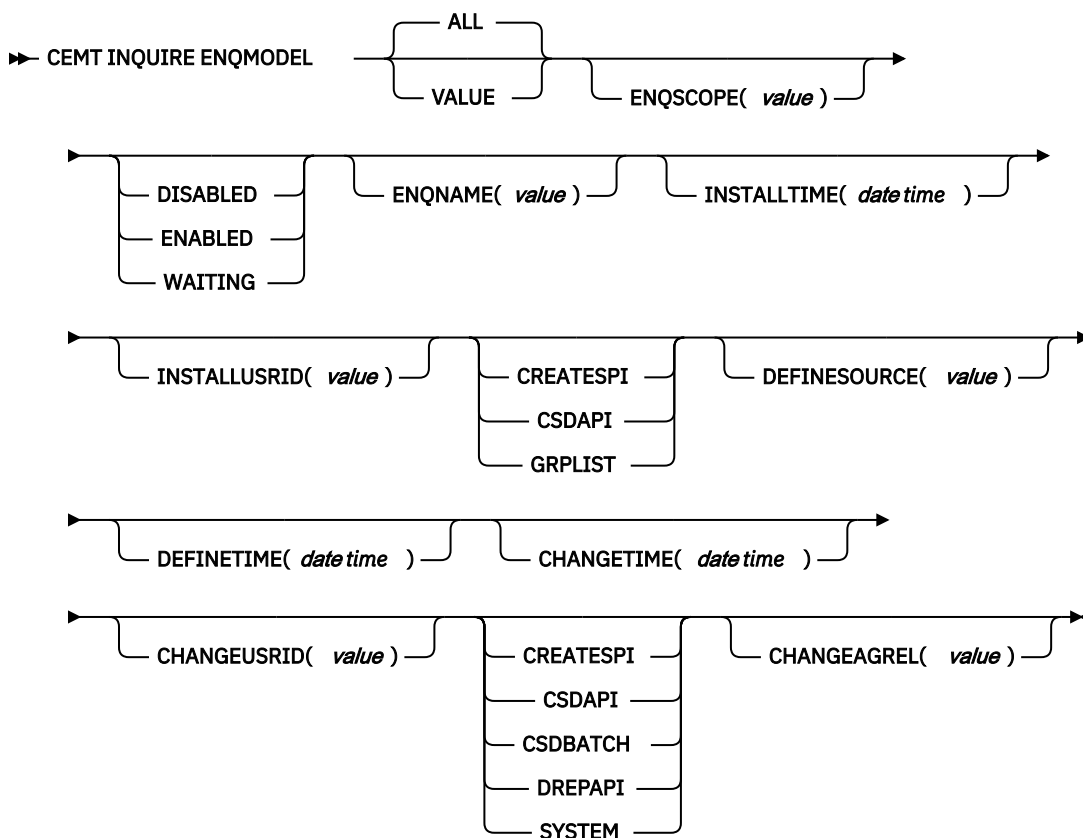 ALL
CEMT INQUIRE ENQMODEL
VALUE
ENQSCOPE( value )
DISABLED
ENABLED
WAITING
ENQNAME( value )
INSTALLTIME( date time )
INSTALLUSRID( value )
CREATESPI
CSDAPI
GRPLIST
DEFINESOURCE( value )
DEFINETIME( date time )
CHANGETIME( date time )
CHANGEUSRID( value )
CREATESPI
CSDAPI
CSDBATCH
DREPAPI
SYSTEM
CHANGEAGREL( value )